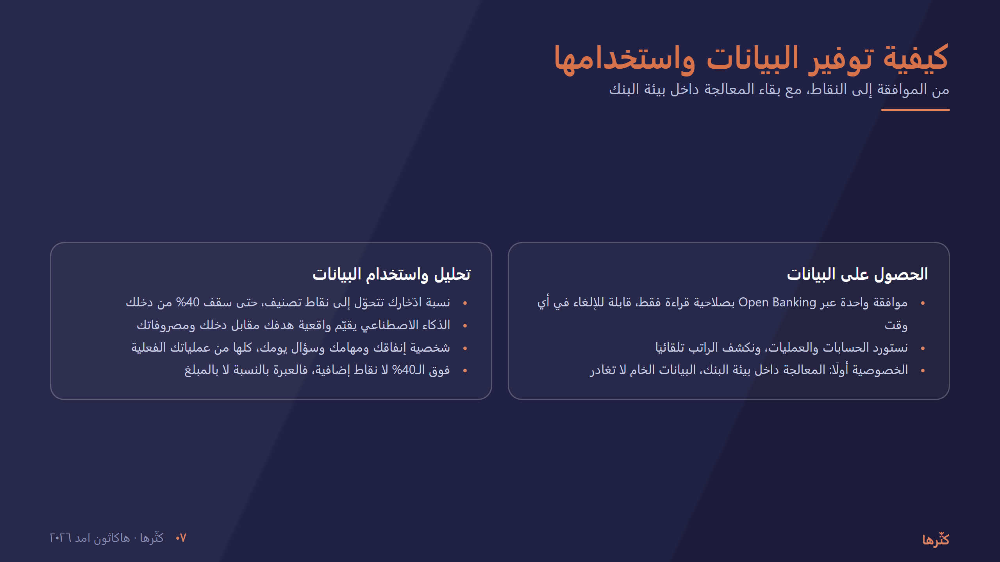 كيفية توفير البيانات واستخدامها
من الموافقة إلى النقاط، مع بقاء المعالجة داخل بيئة البنك
الحصول على البيانات
• موافقة واحدة عبر Open Banking بصلاحية قراءة فقط، قابلة للإلغاء في أي
وقت
• نستورد الحسابات والعمليات، ونكشف الراتب تلقائيًا
• الخصوصية أولًا: المعالجة داخل بيئة البنك، البيانات الخام لا تغادر
تحليل واستخدام البيانات
• نسبة ادّخارك تتحوّل إلى نقاط تصنيف، حتى سقف 40% من دخلك
• الذكاء الاصطناعي يقيّم واقعية هدفك مقابل دخلك ومصروفاتك
• شخصية إنفاقك ومهامك وسؤال يومك، كلها من عملياتك الفعلية
• فوق الـ40% لا نقاط إضافية، فالعبرة بالنسبة لا بالمبلغ
كثّرها
٠٧ كثّرها · هاكاثون امد ٢٠٢٦